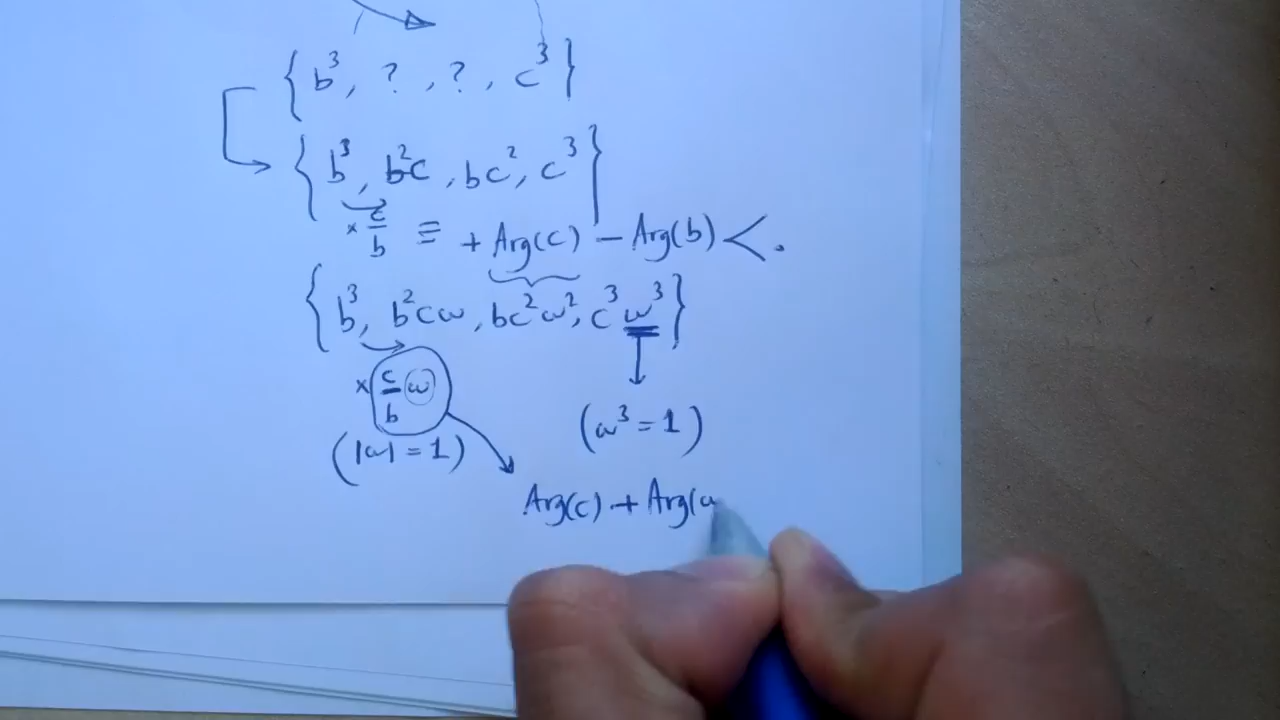 { b³, ?, ?, c³ }
{ b³, b²c, bc², c³ }
× c/b ≡ + Arg(c) − Arg(b) < .
{ b³, b²cω, bc²ω², c³ω³ }
× c/b ω
(|ω| = 1)
(ω³ = 1)
Arg(c) + Arg(ω